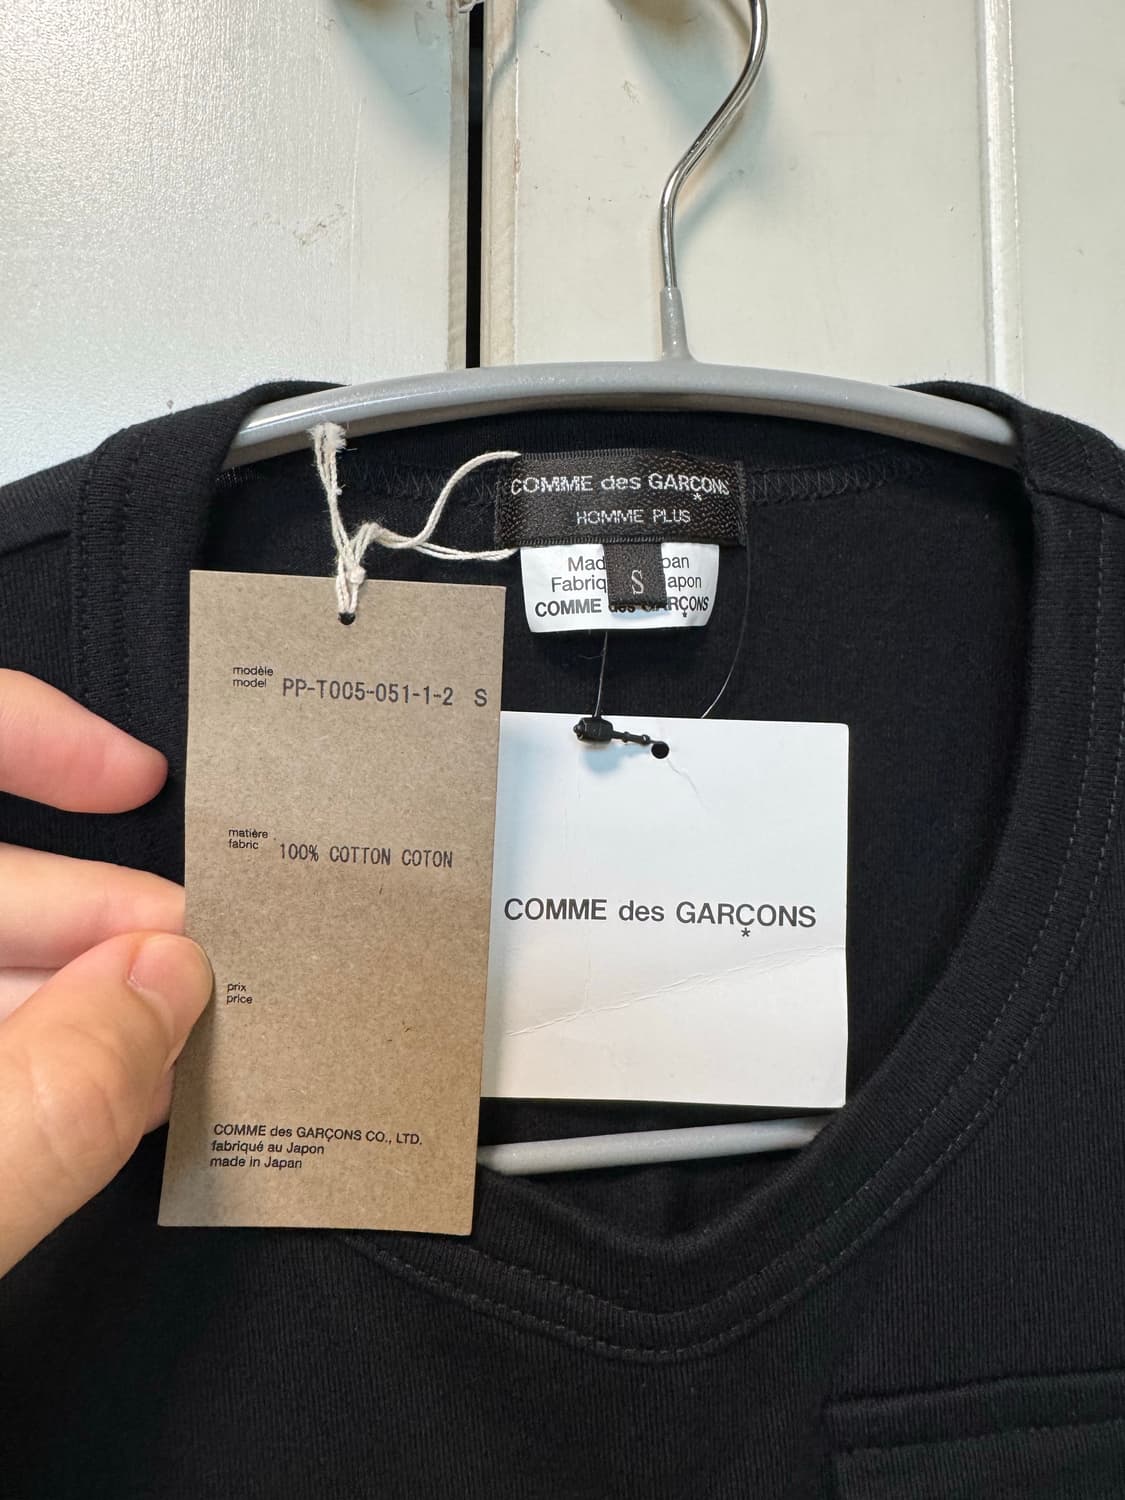 COMME des GARÇONS
HOMME PLUS
S
COMME des GARÇONS
modèle
model PP-T005-051-1-2 S
matière
fabric 100% COTTON COTON
prix
price
COMME des GARÇONS CO., LTD.
fabriqué au Japon
made in Japan
COMME des GARÇONS